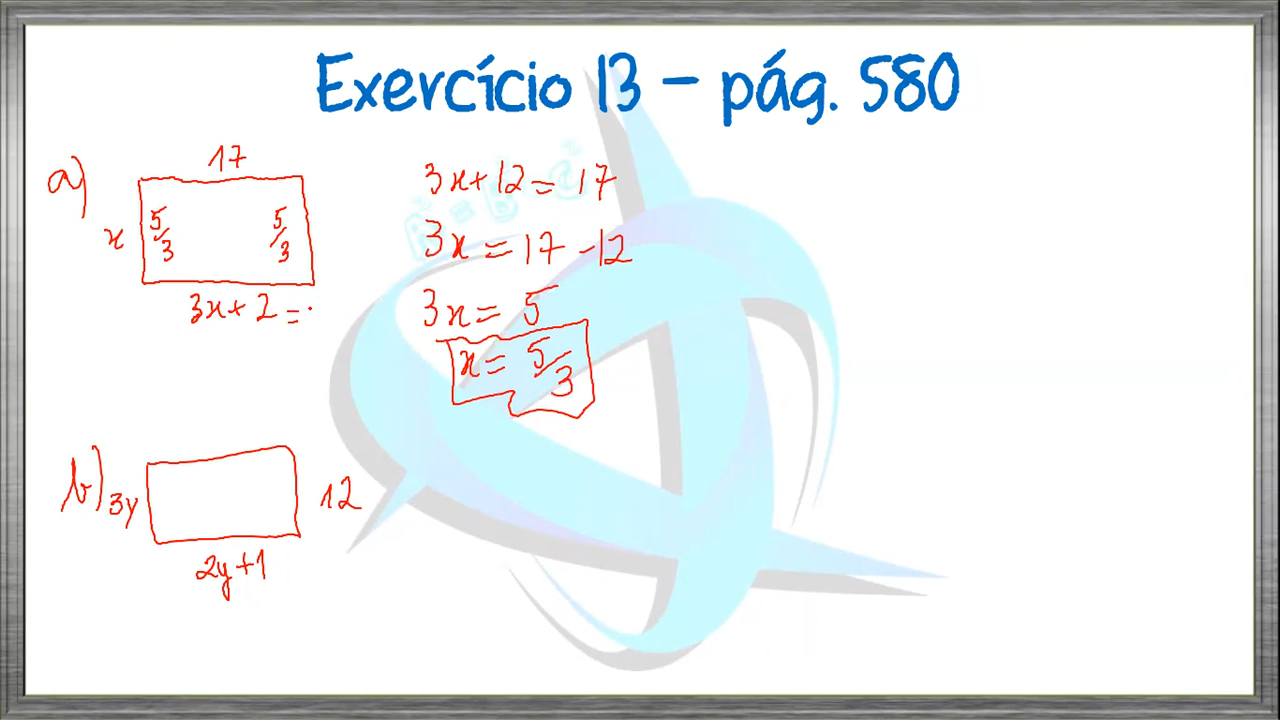 Exercício 13 - pág. 580
a)
17
x
5/3
5/3
3x+2=
3x+12=17
3x=17-12
3x=5
x=5/3
b)
3y
12
2y+1